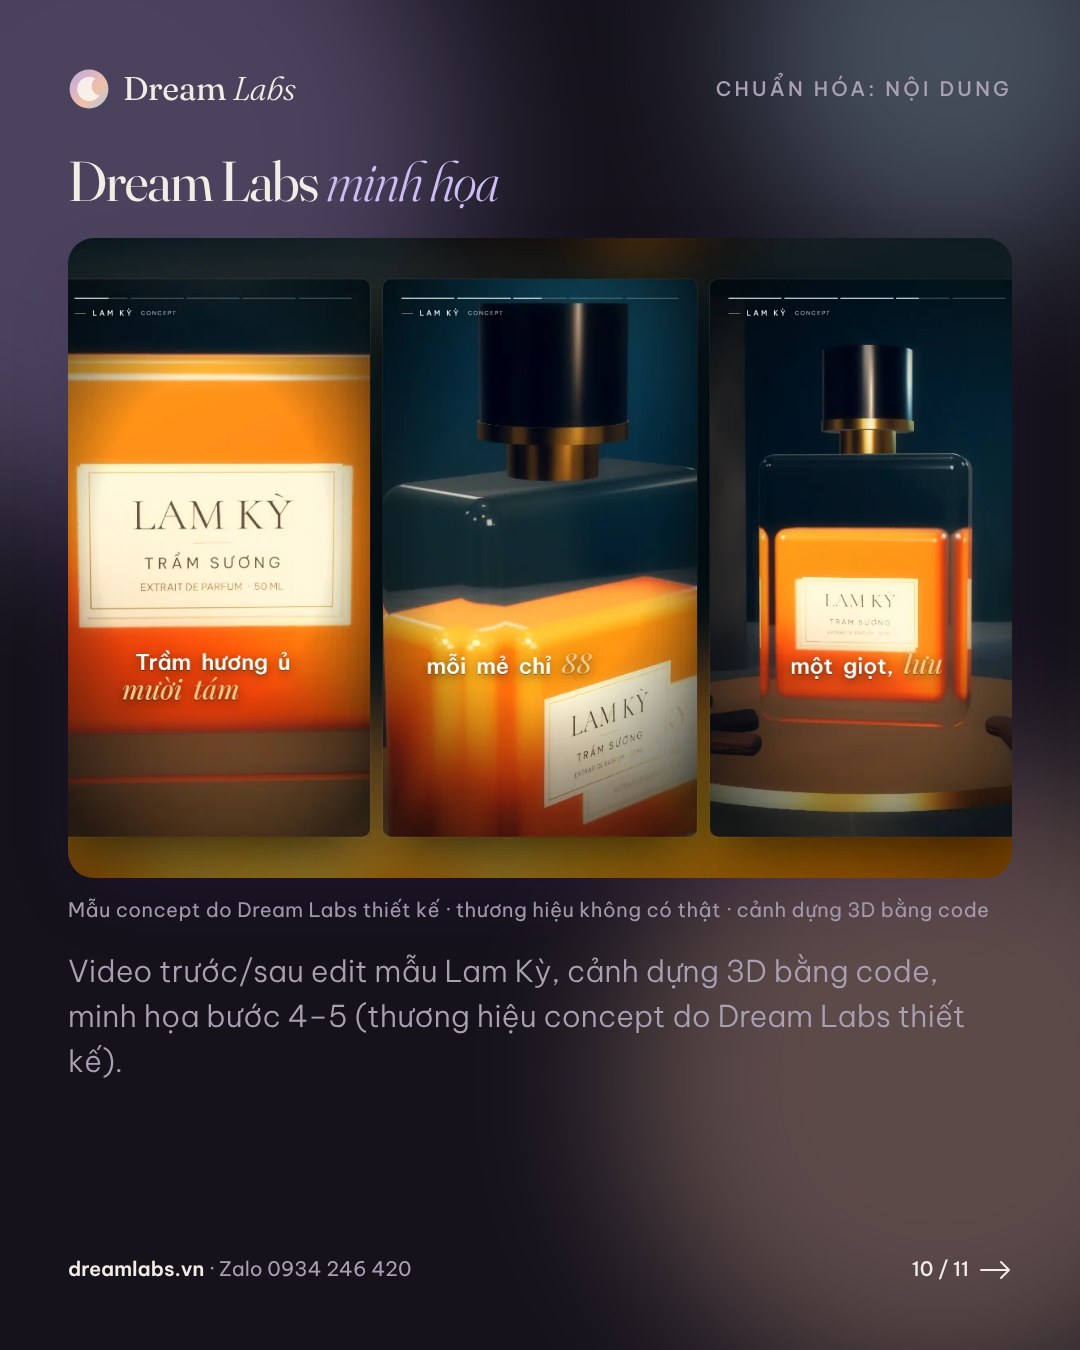 Dream Labs
CHUẨN HÓA: NỘI DUNG
Dream Labs minh họa
LAM KỲ CONCEPT
LAM KỲ
TRẦM SƯƠNG
EXTRAIT DE PARFUM · 50 ML
Trầm hương ủ
mười tám
LAM KỲ CONCEPT
mỗi mẻ chỉ 88
LAM KỲ
TRẦM SƯƠNG
EXTRAIT DE PARFUM · 50 ML
LAM KỲ CONCEPT
LAM KỲ
TRẦM SƯƠNG
một giọt, lưu
Mẫu concept do Dream Labs thiết kế · thương hiệu không có thật · cảnh dựng 3D bằng code
Video trước/sau edit mẫu Lam Kỳ, cảnh dựng 3D bằng code,
minh họa bước 4–5 (thương hiệu concept do Dream Labs thiết
kế).
dreamlabs.vn · Zalo 0934 246 420
10 / 11